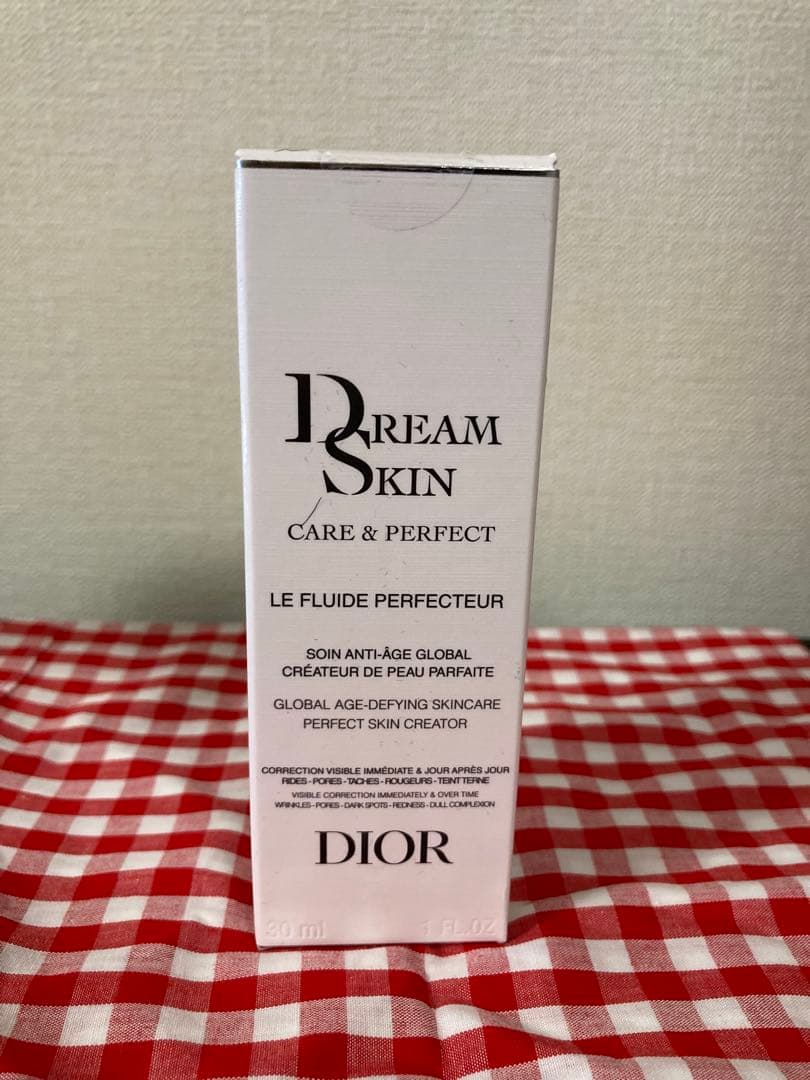 DREAM
SKIN
CARE & PERFECT
LE FLUIDE PERFECTEUR
SOIN ANTI-ÂGE GLOBAL
CRÉATEUR DE PEAU PARFAITE
GLOBAL AGE-DEFYING SKINCARE
PERFECT SKIN CREATOR
CORRECTION VISIBLE IMMÉDIATE & JOUR APRÈS JOUR
RIDES - PORES - TACHES - ROUGEURS - TEINT TERNE
VISIBLE CORRECTION IMMEDIATELY & OVER TIME
WRINKLES - PORES - DARK SPOTS - REDNESS - DULL COMPLEXION
DIOR
30 ml 1 FL.OZ